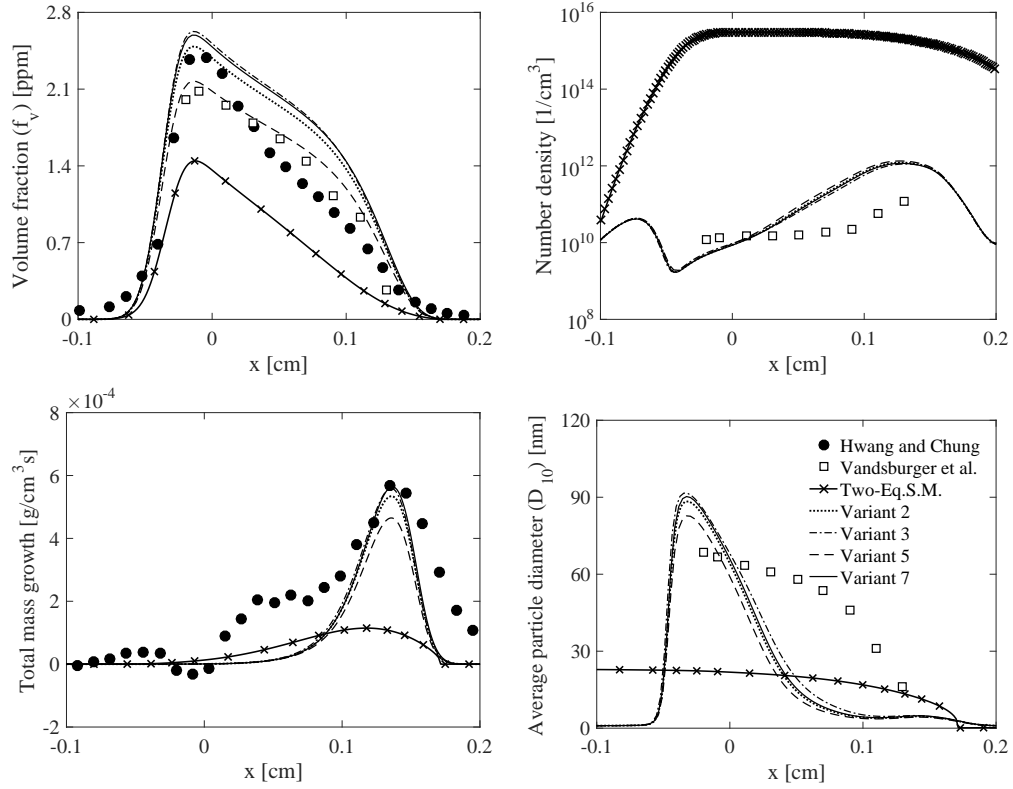 Volume fraction (f_v) [ppm]
2.8
2.1
1.4
0.7
0
-0.1 0 0.1 0.2
x [cm]
Number density [1/cm^3]
10^16
10^14
10^12
10^10
10^8
-0.1 0 0.1 0.2
x [cm]
Total mass growth [g/cm^3 s]
×10^-4
8
6
4
2
0
-2
-0.1 0 0.1 0.2
x [cm]
Average particle diameter (D_10) [nm]
120
90
60
30
0
-0.1 0 0.1 0.2
x [cm]
Hwang and Chung
Vandsburger et al.
Two-Eq.S.M.
Variant 2
Variant 3
Variant 5
Variant 7